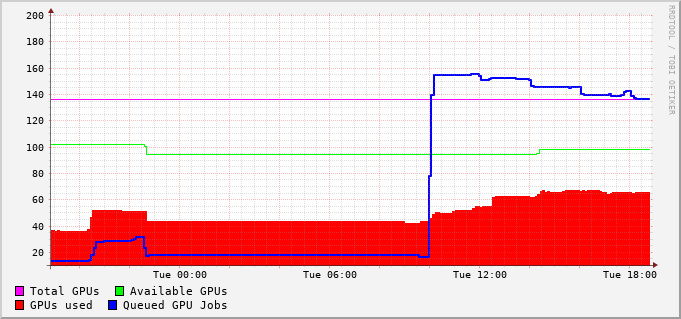 200
180
160
140
120
100
80
60
40
20
Tue 00:00 Tue 06:00 Tue 12:00 Tue 18:00
Total GPUs Available GPUs
GPUs used Queued GPU Jobs
RRDTOOL / TOBI OETIKER